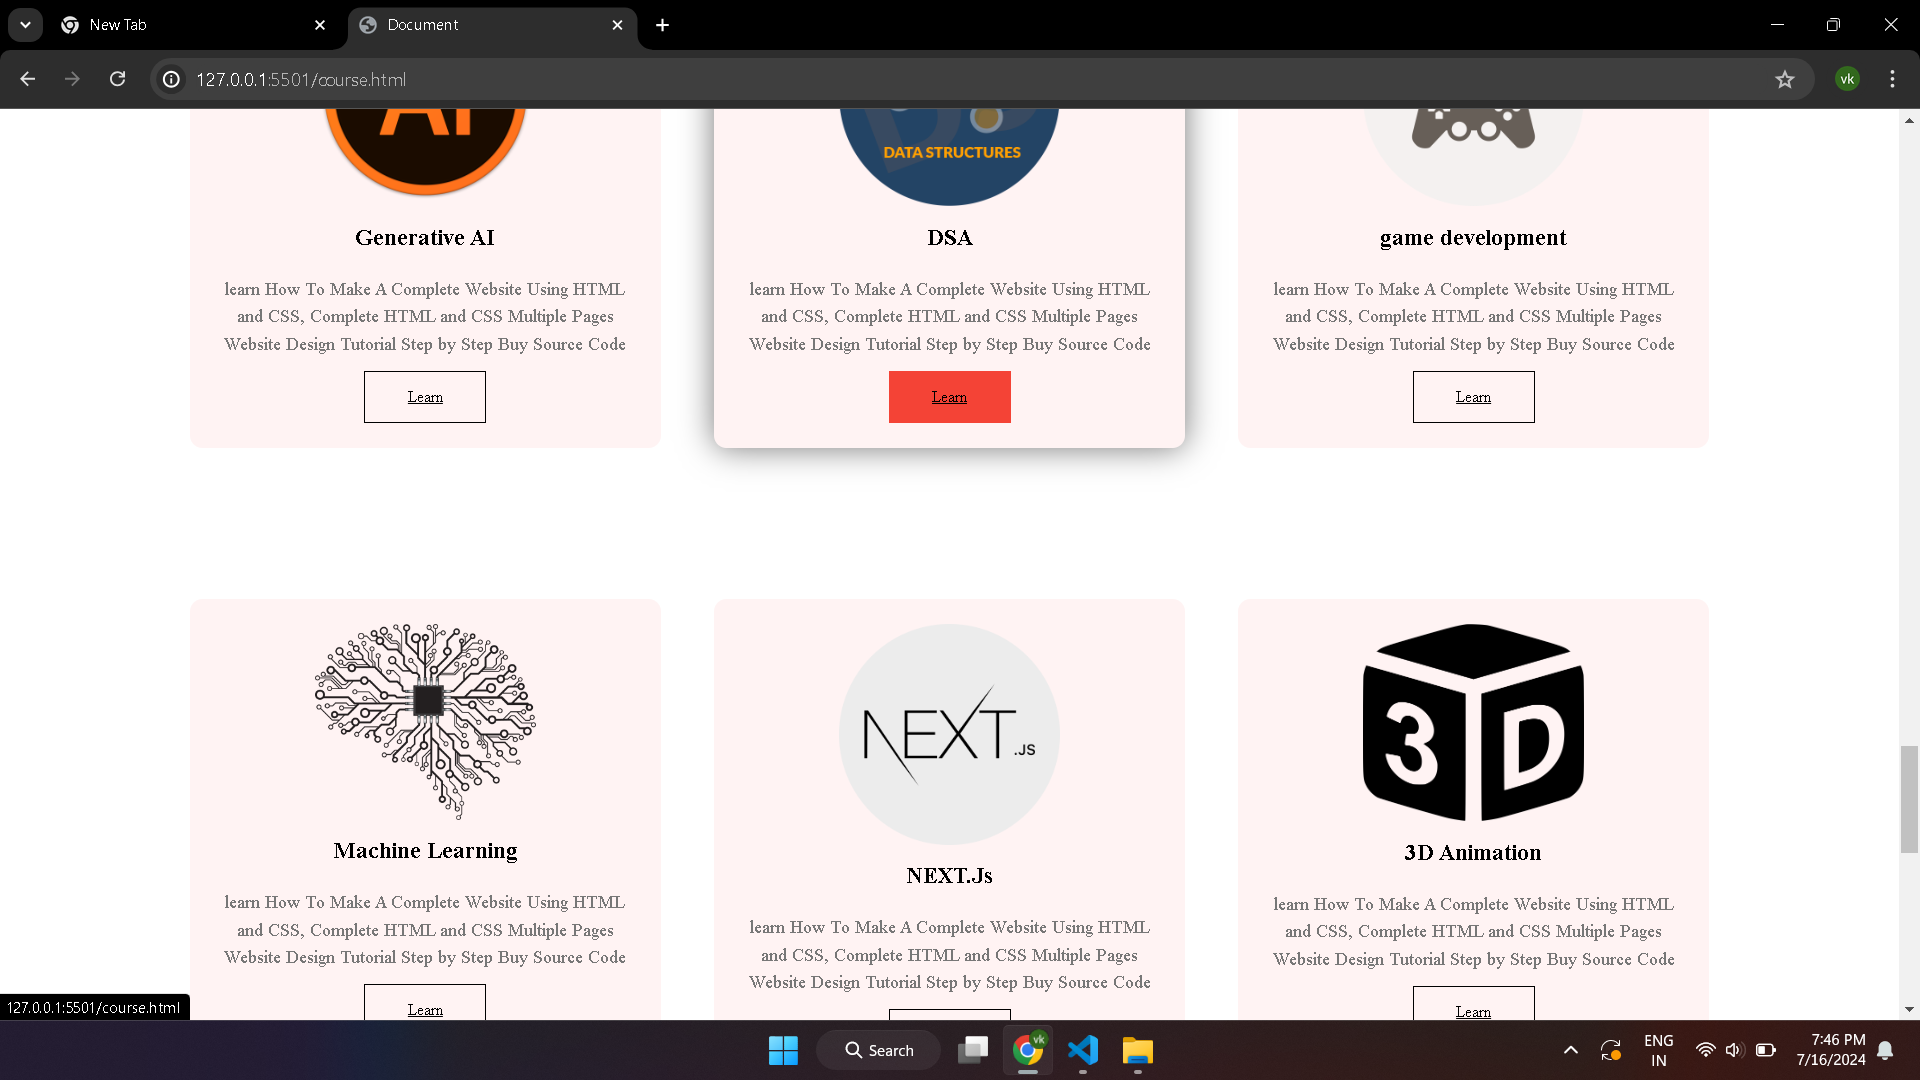 New Tab
Document
127.0.0.1:5501/course.html
vk
AI
DATA STRUCTURES
Generative AI
learn How To Make A Complete Website Using HTML
and CSS, Complete HTML and CSS Multiple Pages
Website Design Tutorial Step by Step Buy Source Code
Learn
DSA
learn How To Make A Complete Website Using HTML
and CSS, Complete HTML and CSS Multiple Pages
Website Design Tutorial Step by Step Buy Source Code
Learn
game development
learn How To Make A Complete Website Using HTML
and CSS, Complete HTML and CSS Multiple Pages
Website Design Tutorial Step by Step Buy Source Code
Learn
Machine Learning
learn How To Make A Complete Website Using HTML
and CSS, Complete HTML and CSS Multiple Pages
Website Design Tutorial Step by Step Buy Source Code
Learn
NEXT.JS
NEXT.Js
learn How To Make A Complete Website Using HTML
and CSS, Complete HTML and CSS Multiple Pages
Website Design Tutorial Step by Step Buy Source Code
3D
3D Animation
learn How To Make A Complete Website Using HTML
and CSS, Complete HTML and CSS Multiple Pages
Website Design Tutorial Step by Step Buy Source Code
Learn
127.0.0.1:5501/course.html
Search
vk
ENG
IN
7:46 PM
7/16/2024